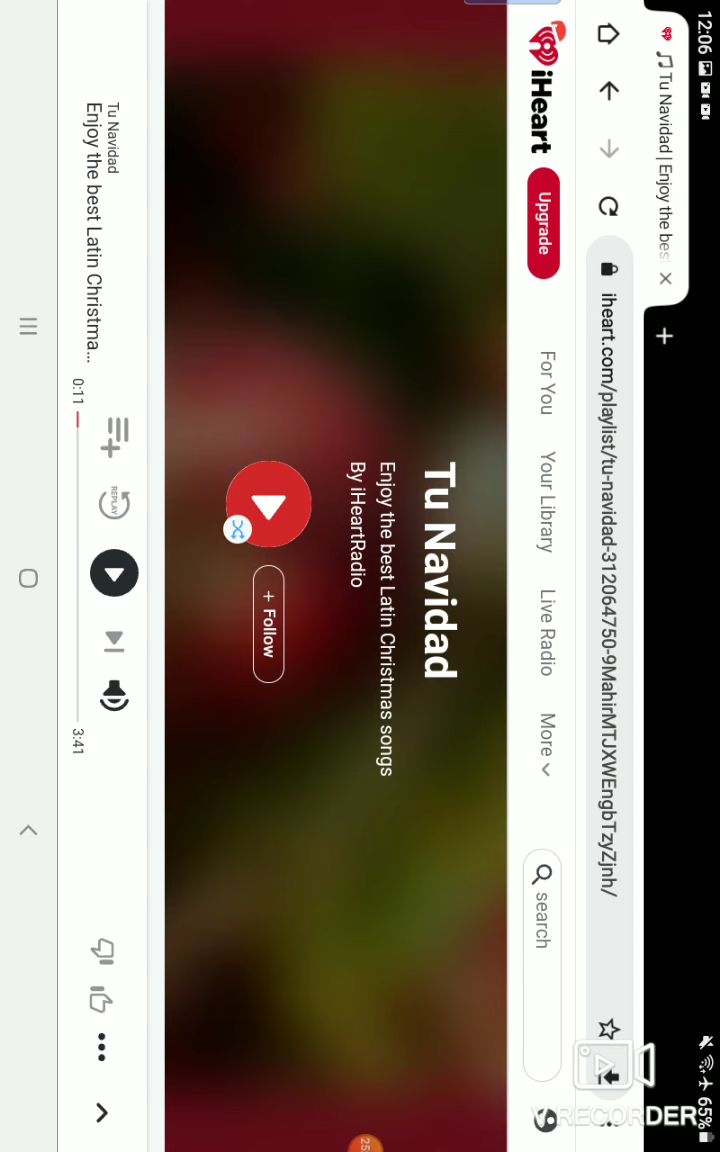 12:06
65%
Tu Navidad | Enjoy the bes
iheart.com/playlist/tu-navidad-312064750-9MahirMTJXWEngbTzyZjnh/
iHeart
Upgrade
For You
Your Library
Live Radio
More
search
VRECORDER
Tu Navidad
Enjoy the best Latin Christmas songs
By iHeartRadio
+ Follow
25
Tu Navidad
Enjoy the best Latin Christma...
REPLAY
0:11
3:41